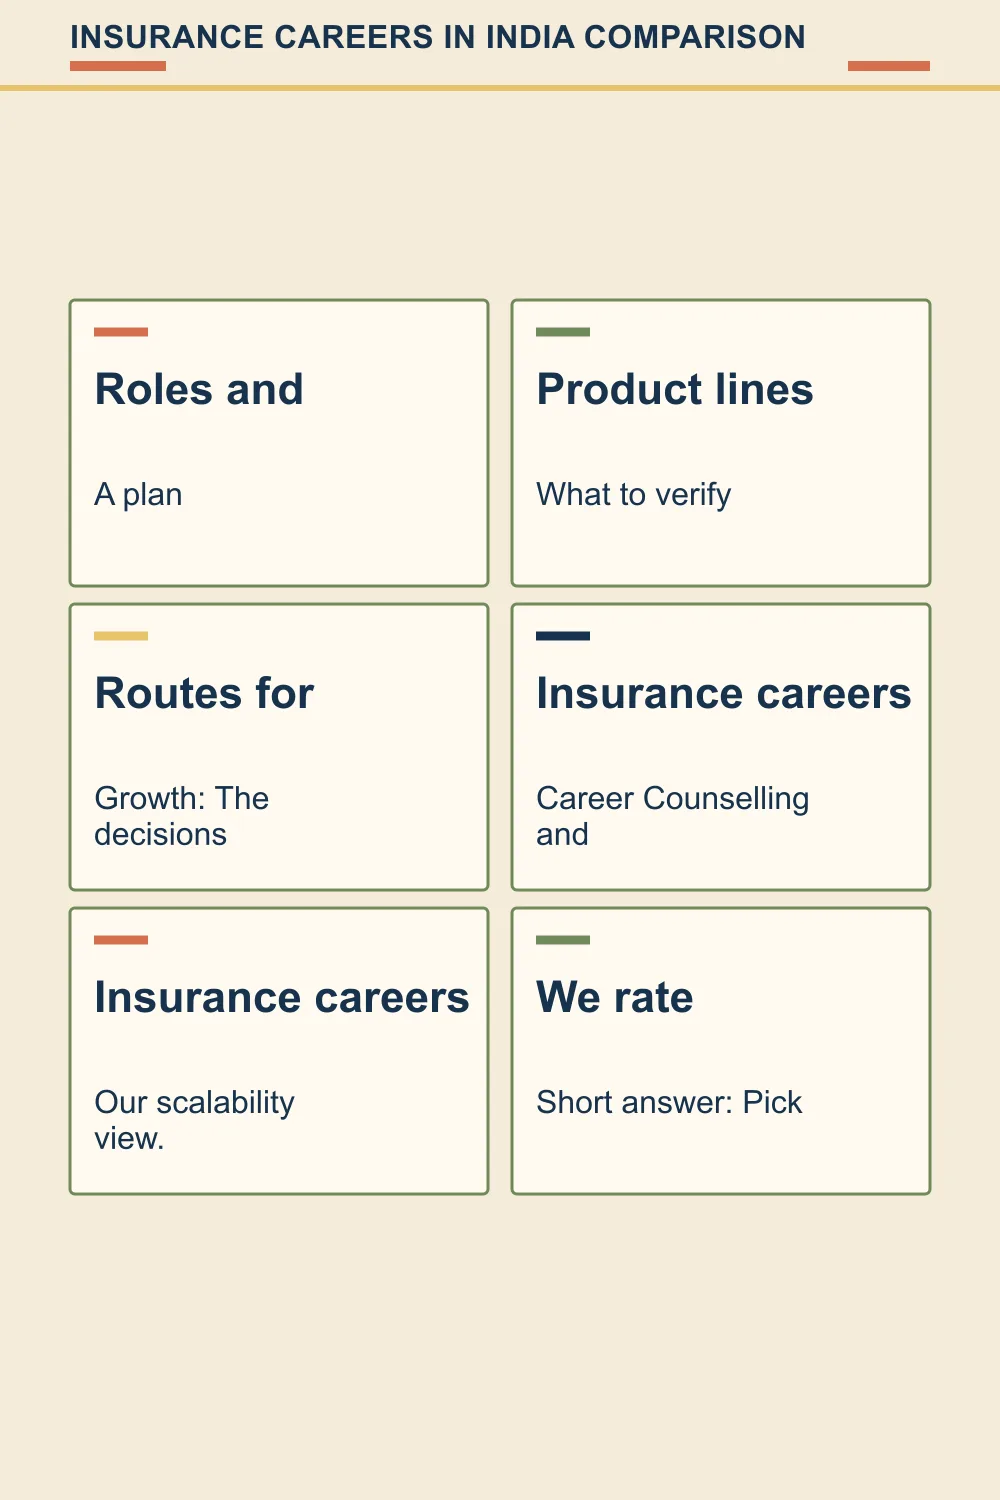 INSURANCE CAREERS IN INDIA COMPARISON
Roles and
A plan
Product lines
What to verify
Routes for
Growth: The
decisions
Insurance careers
Career Counselling
and
Insurance careers
Our scalability
view.
We rate
Short answer: Pick